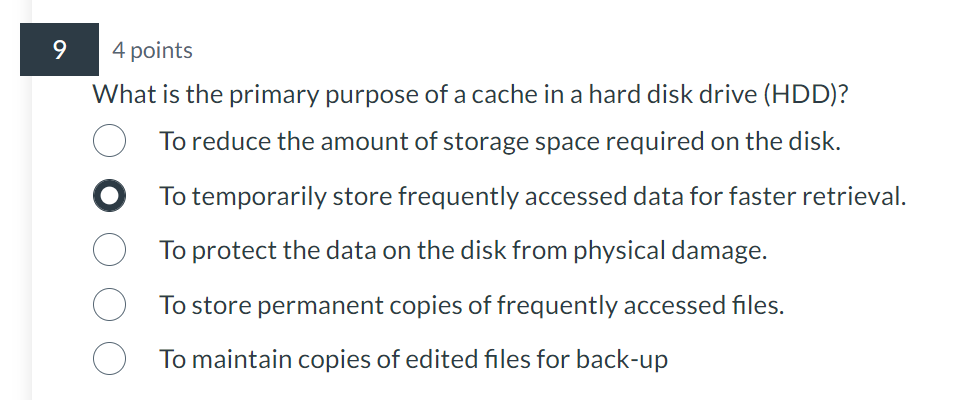 9
4 points
What is the primary purpose of a cache in a hard disk drive (HDD)?
To reduce the amount of storage space required on the disk.
To temporarily store frequently accessed data for faster retrieval.
To protect the data on the disk from physical damage.
To store permanent copies of frequently accessed files.
To maintain copies of edited files for back-up